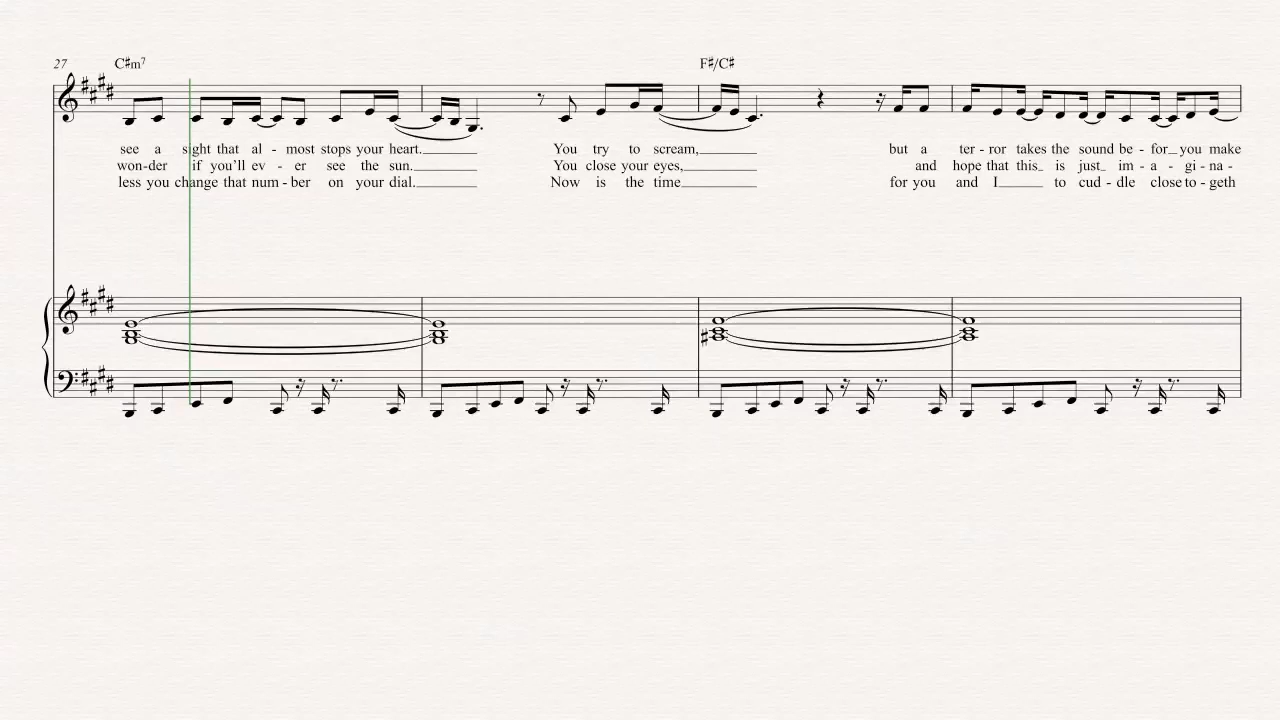 27 C♯m7 F♯/C♯
see a sight that al - most stops your heart. You try to scream, but a ter - ror takes the sound be - for you make
won-der if you'll ev - er see the sun. You close your eyes, and hope that this is just im - a - gi - na -
less you change that num - ber on your dial. Now is the time for you and I to cud - dle close to - geth